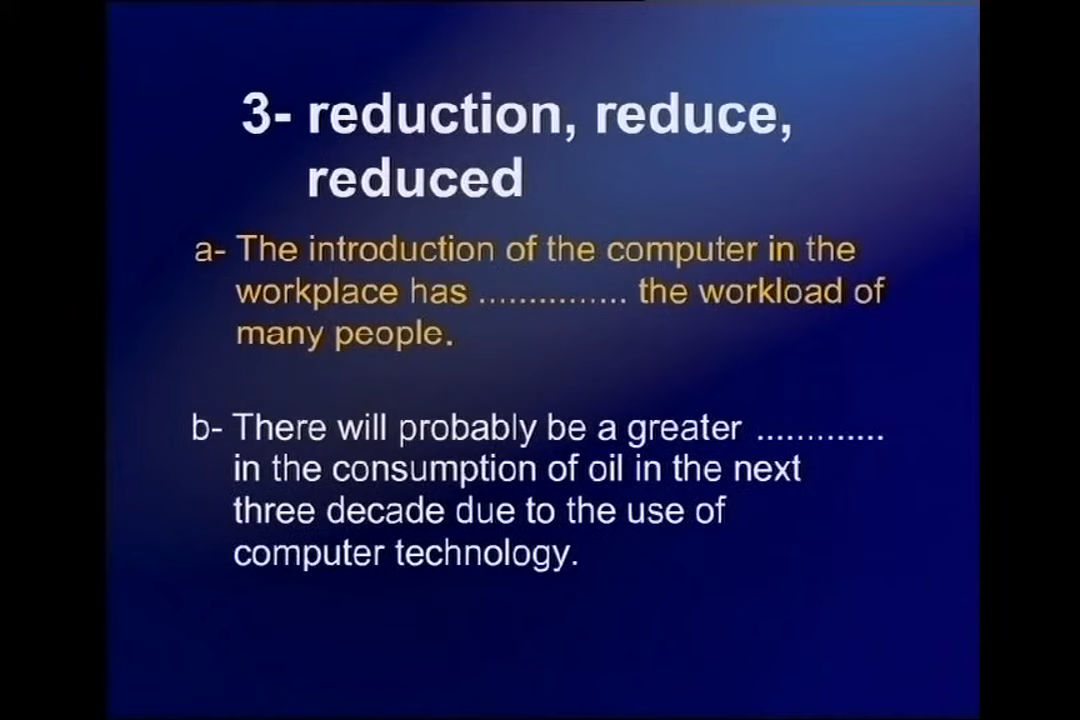 3- reduction, reduce,
reduced
a- The introduction of the computer in the
workplace has ............... the workload of
many people.
b- There will probably be a greater .............
in the consumption of oil in the next
three decade due to the use of
computer technology.